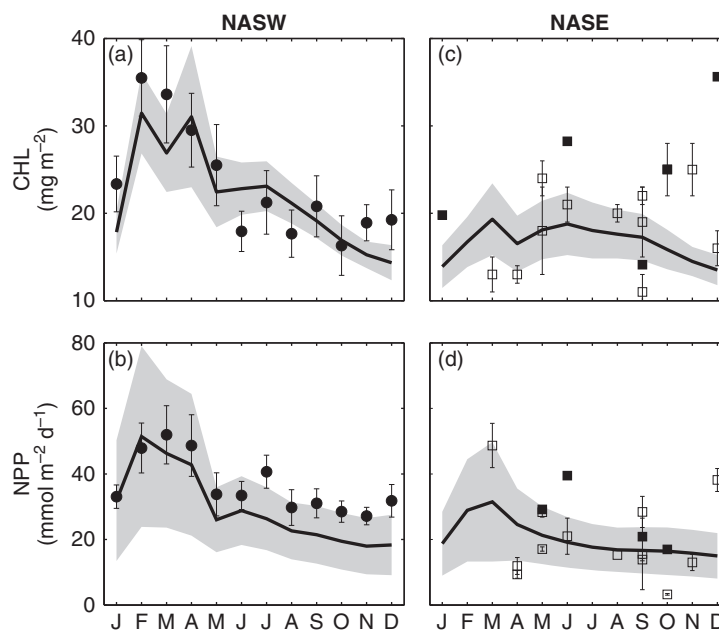 NASW
NASE
(a)
(c)
40
30
20
10
CHL
(mg m−2)
(b)
(d)
80
60
40
20
0
NPP
(mmol m−2 d−1)
J F M A M J J A S O N D
J F M A M J J A S O N D